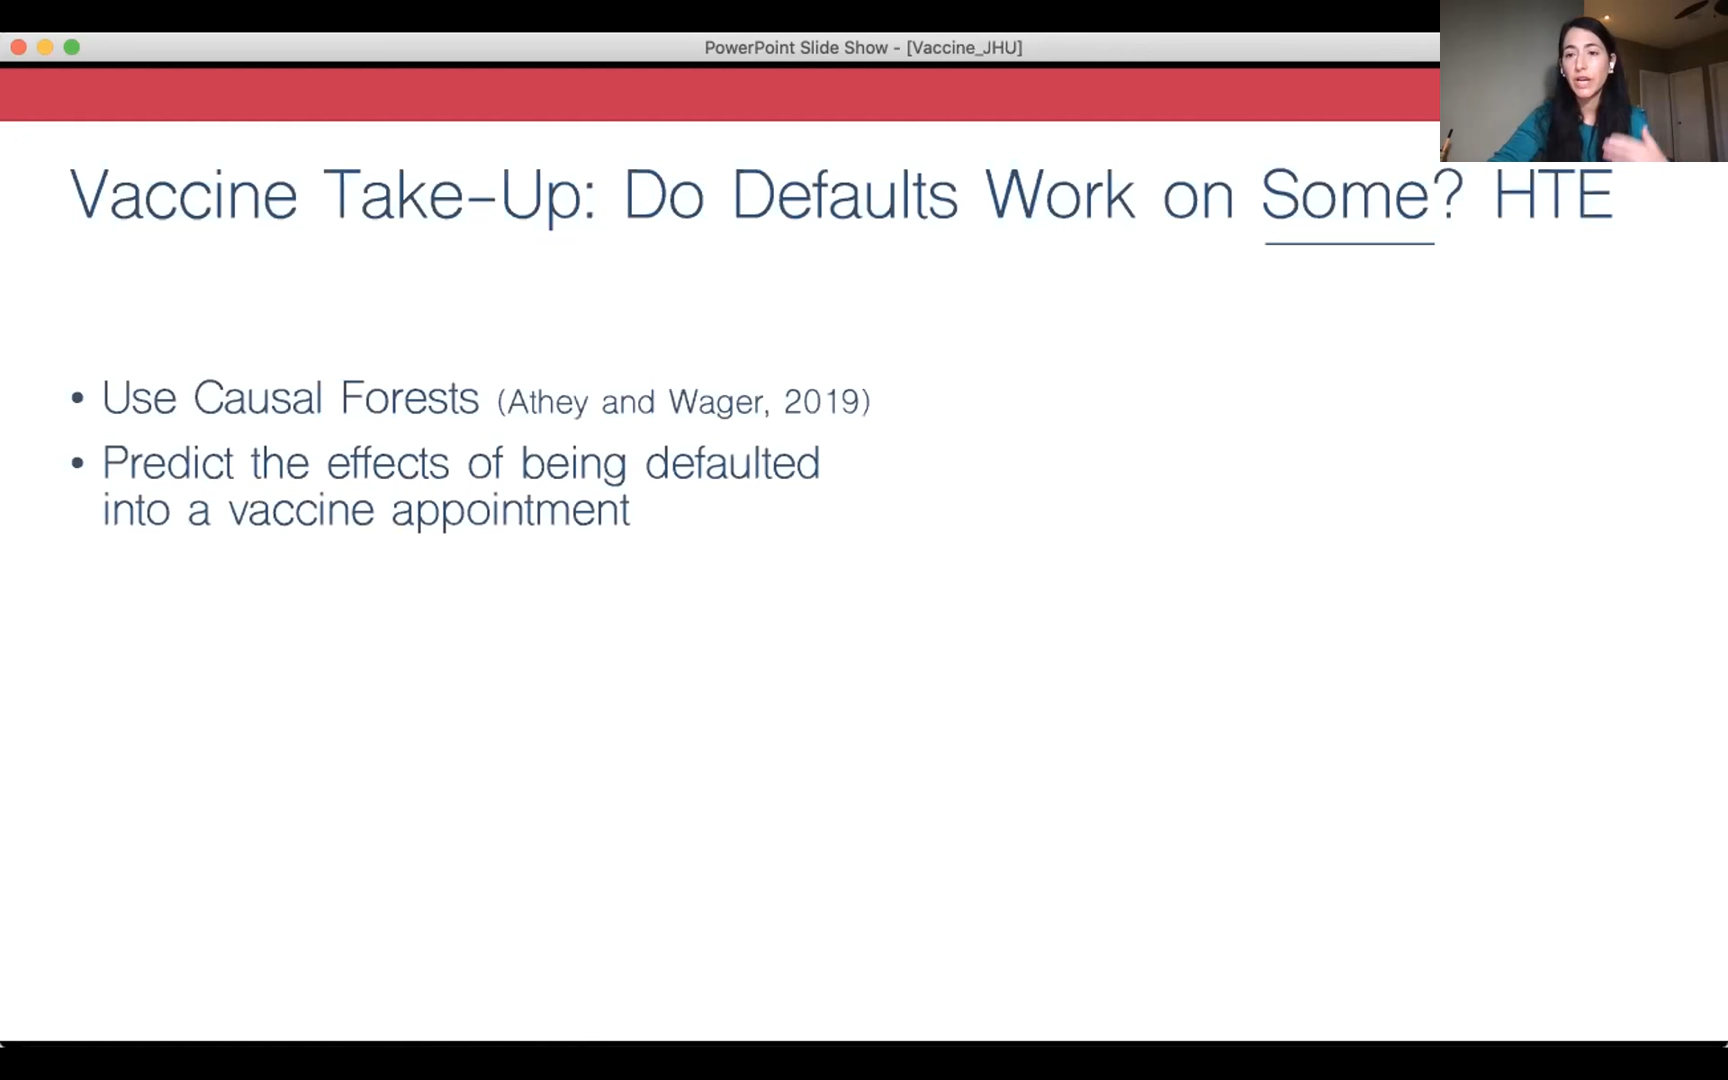 PowerPoint Slide Show - [Vaccine_JHU]
Vaccine Take-Up: Do Defaults Work on Some? HTE
• Use Causal Forests (Athey and Wager, 2019)
• Predict the effects of being defaulted
into a vaccine appointment